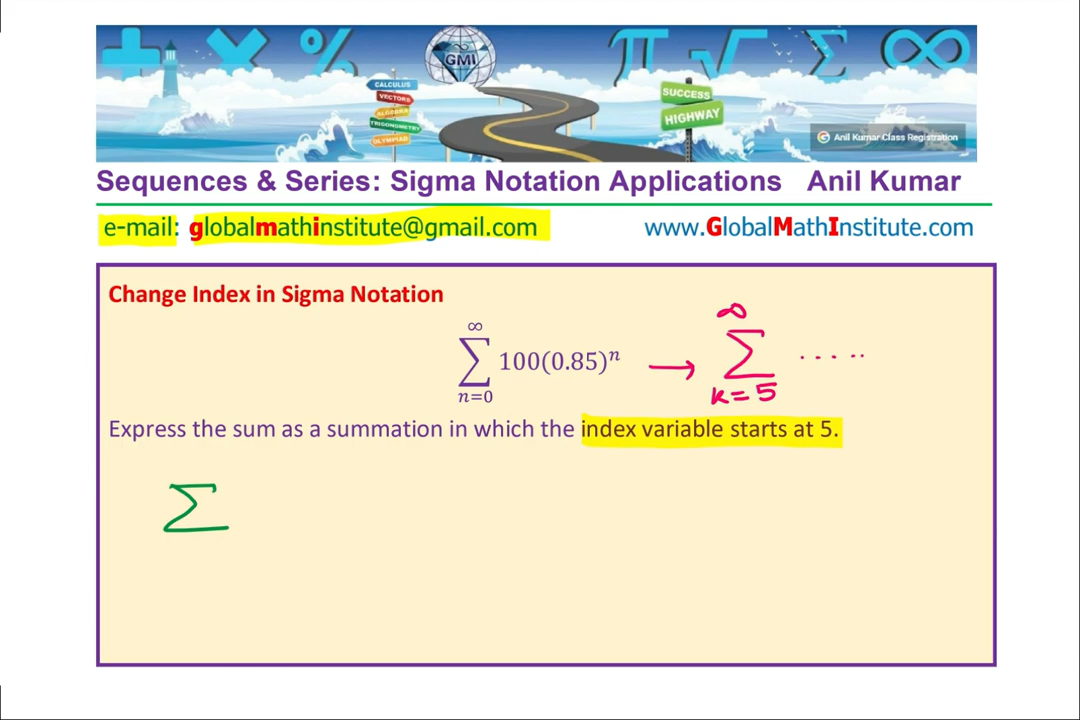 GMI
CALCULUS
VECTORS
ALGEBRA
TRIGONOMETRY
OLYMPIAD
+ × % π √ Σ ∞
SUCCESS
HIGHWAY
Anil Kumar Class Registration
Sequences & Series: Sigma Notation Applications Anil Kumar
e-mail: globalmathinstitute@gmail.com www.GlobalMathInstitute.com
Change Index in Sigma Notation
∞ ∞
∑ 100(0.85)ⁿ → Σ .....
n=0 k=5
Express the sum as a summation in which the index variable starts at 5.
Σ